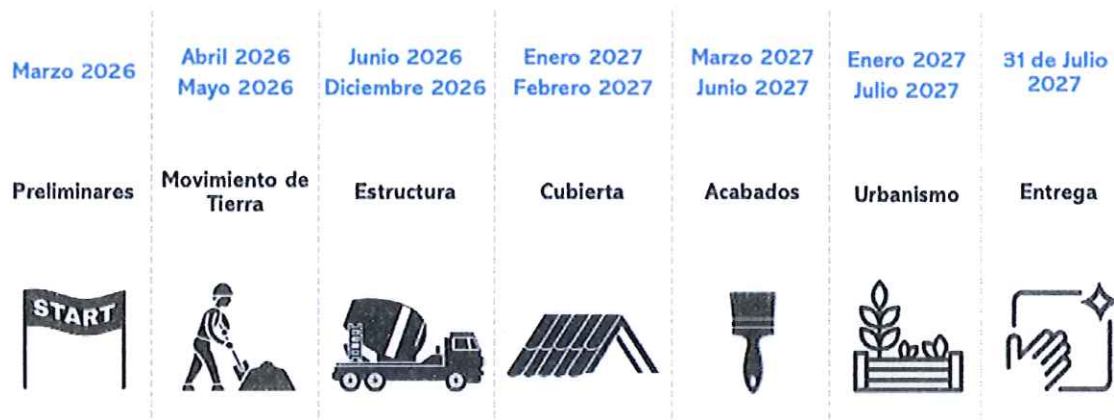 Marzo 2026
Abril 2026
Mayo 2026
Junio 2026
Diciembre 2026
Enero 2027
Febrero 2027
Marzo 2027
Junio 2027
Enero 2027
Julio 2027
31 de Julio
2027
Preliminares
Movimiento de
Tierra
Estructura
Cubierta
Acabados
Urbanismo
Entrega
START